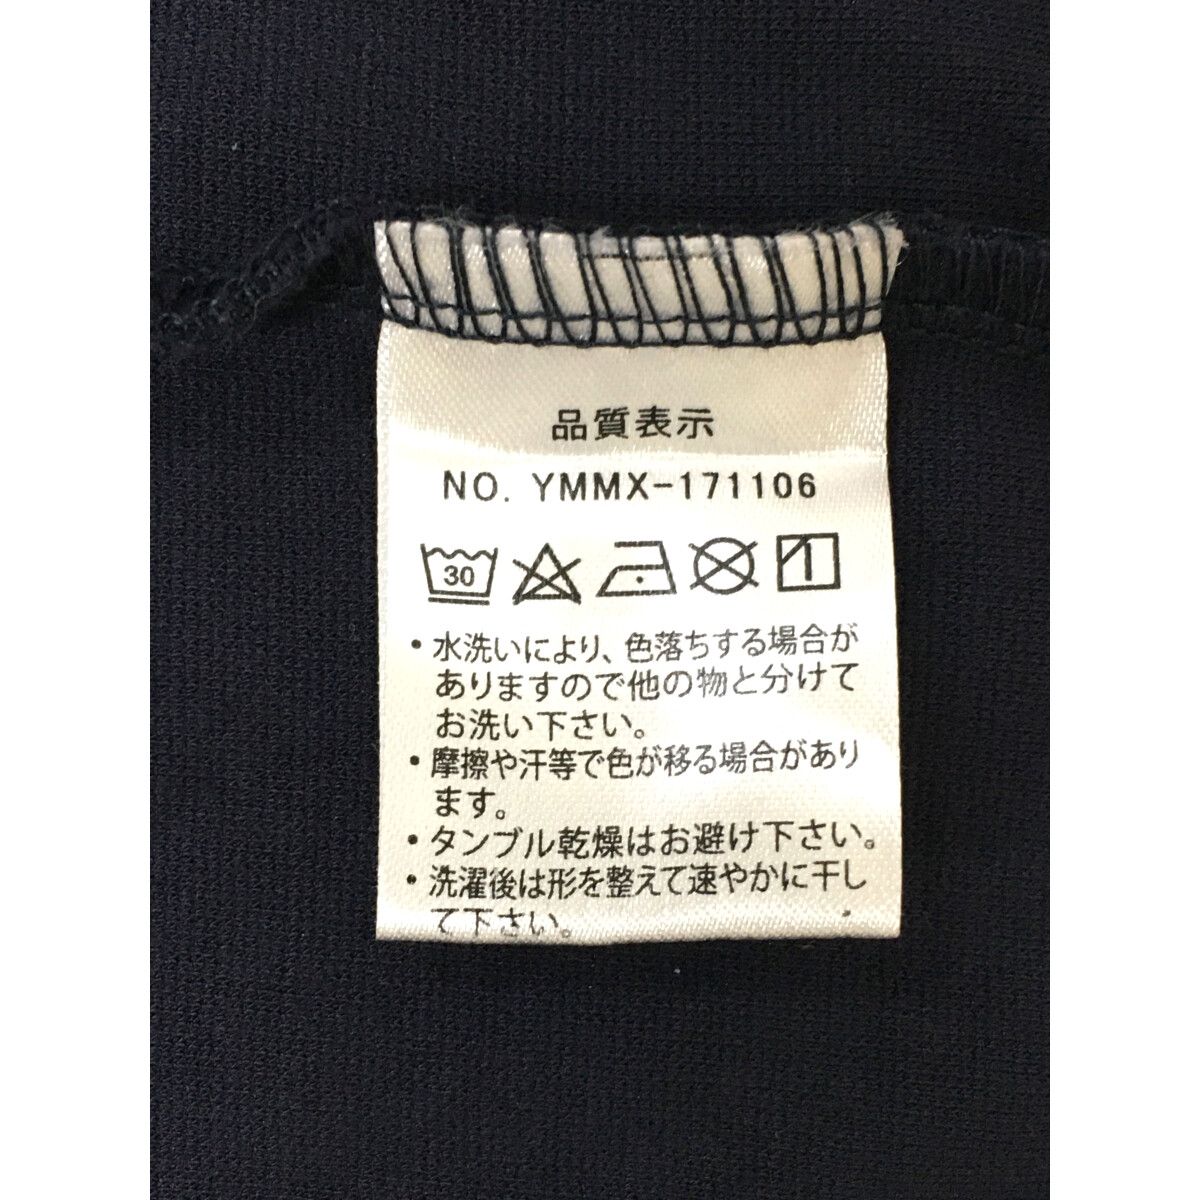 品質表示
NO. YMMX-171106
30
・水洗いにより、色落ちする場合が
ありますので他の物と分けて
お洗い下さい。
・摩擦や汗等で色が移る場合があり
ます。
・タンブル乾燥はお避け下さい。
・洗濯後は形を整えて速やかに干し
て下さい。